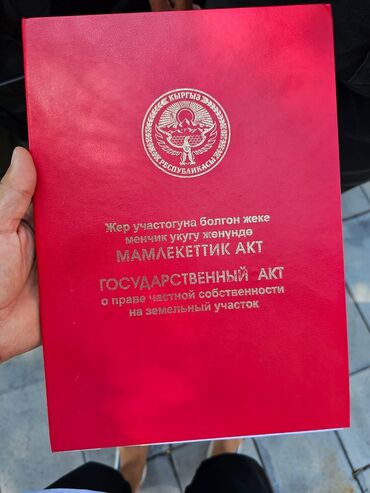 КЫРГЫЗ
РЕСПУБЛИКАСЫ
Жер участогуна болгон жеке
менчик укугу жөнүндө
МАМЛЕКЕТТИК АКТ
ГОСУДАРСТВЕННЫЙ АКТ
о праве частной собственности
на земельный участок